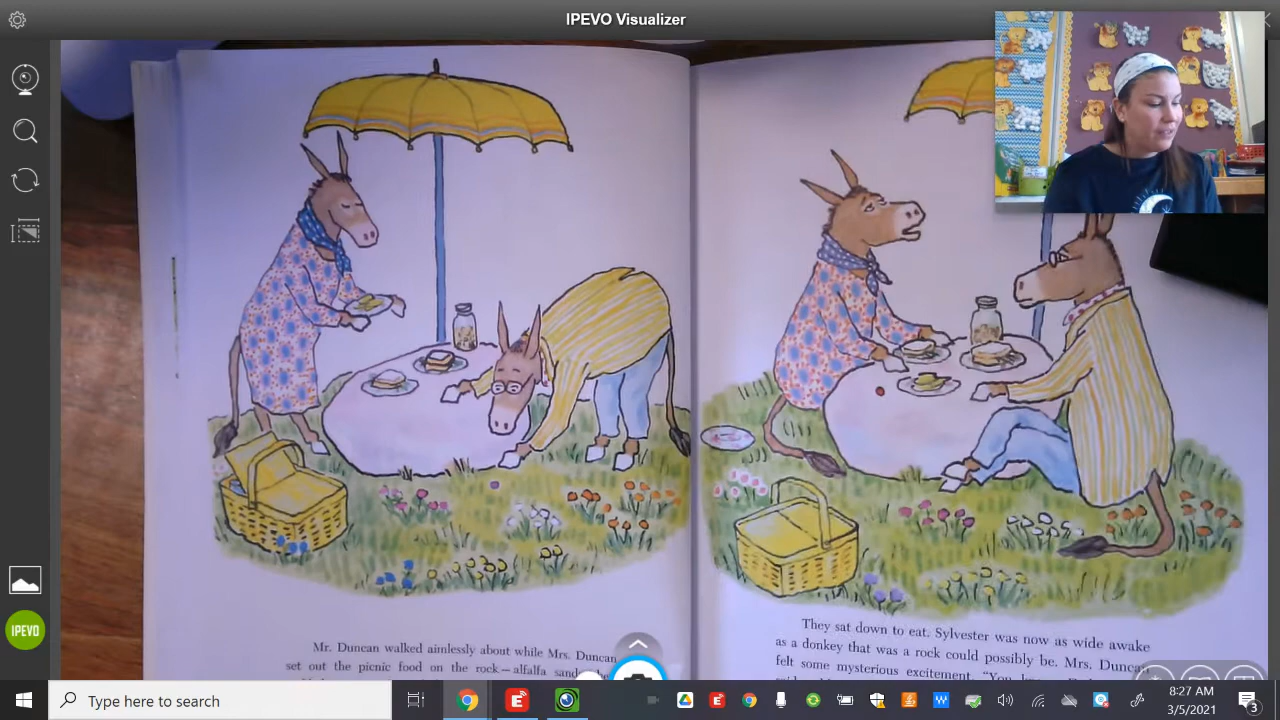 IPEVO Visualizer
IPEVO
Mr. Duncan walked aimlessly about while Mrs. Duncan
set out the picnic food on the rock—alfalfa
They sat down to eat. Sylvester was now as wide awake
as a donkey that was a rock could possibly be. Mrs. Duncan
felt some mysterious excitement. "You
Type here to search
8:27 AM
3/5/2021
3